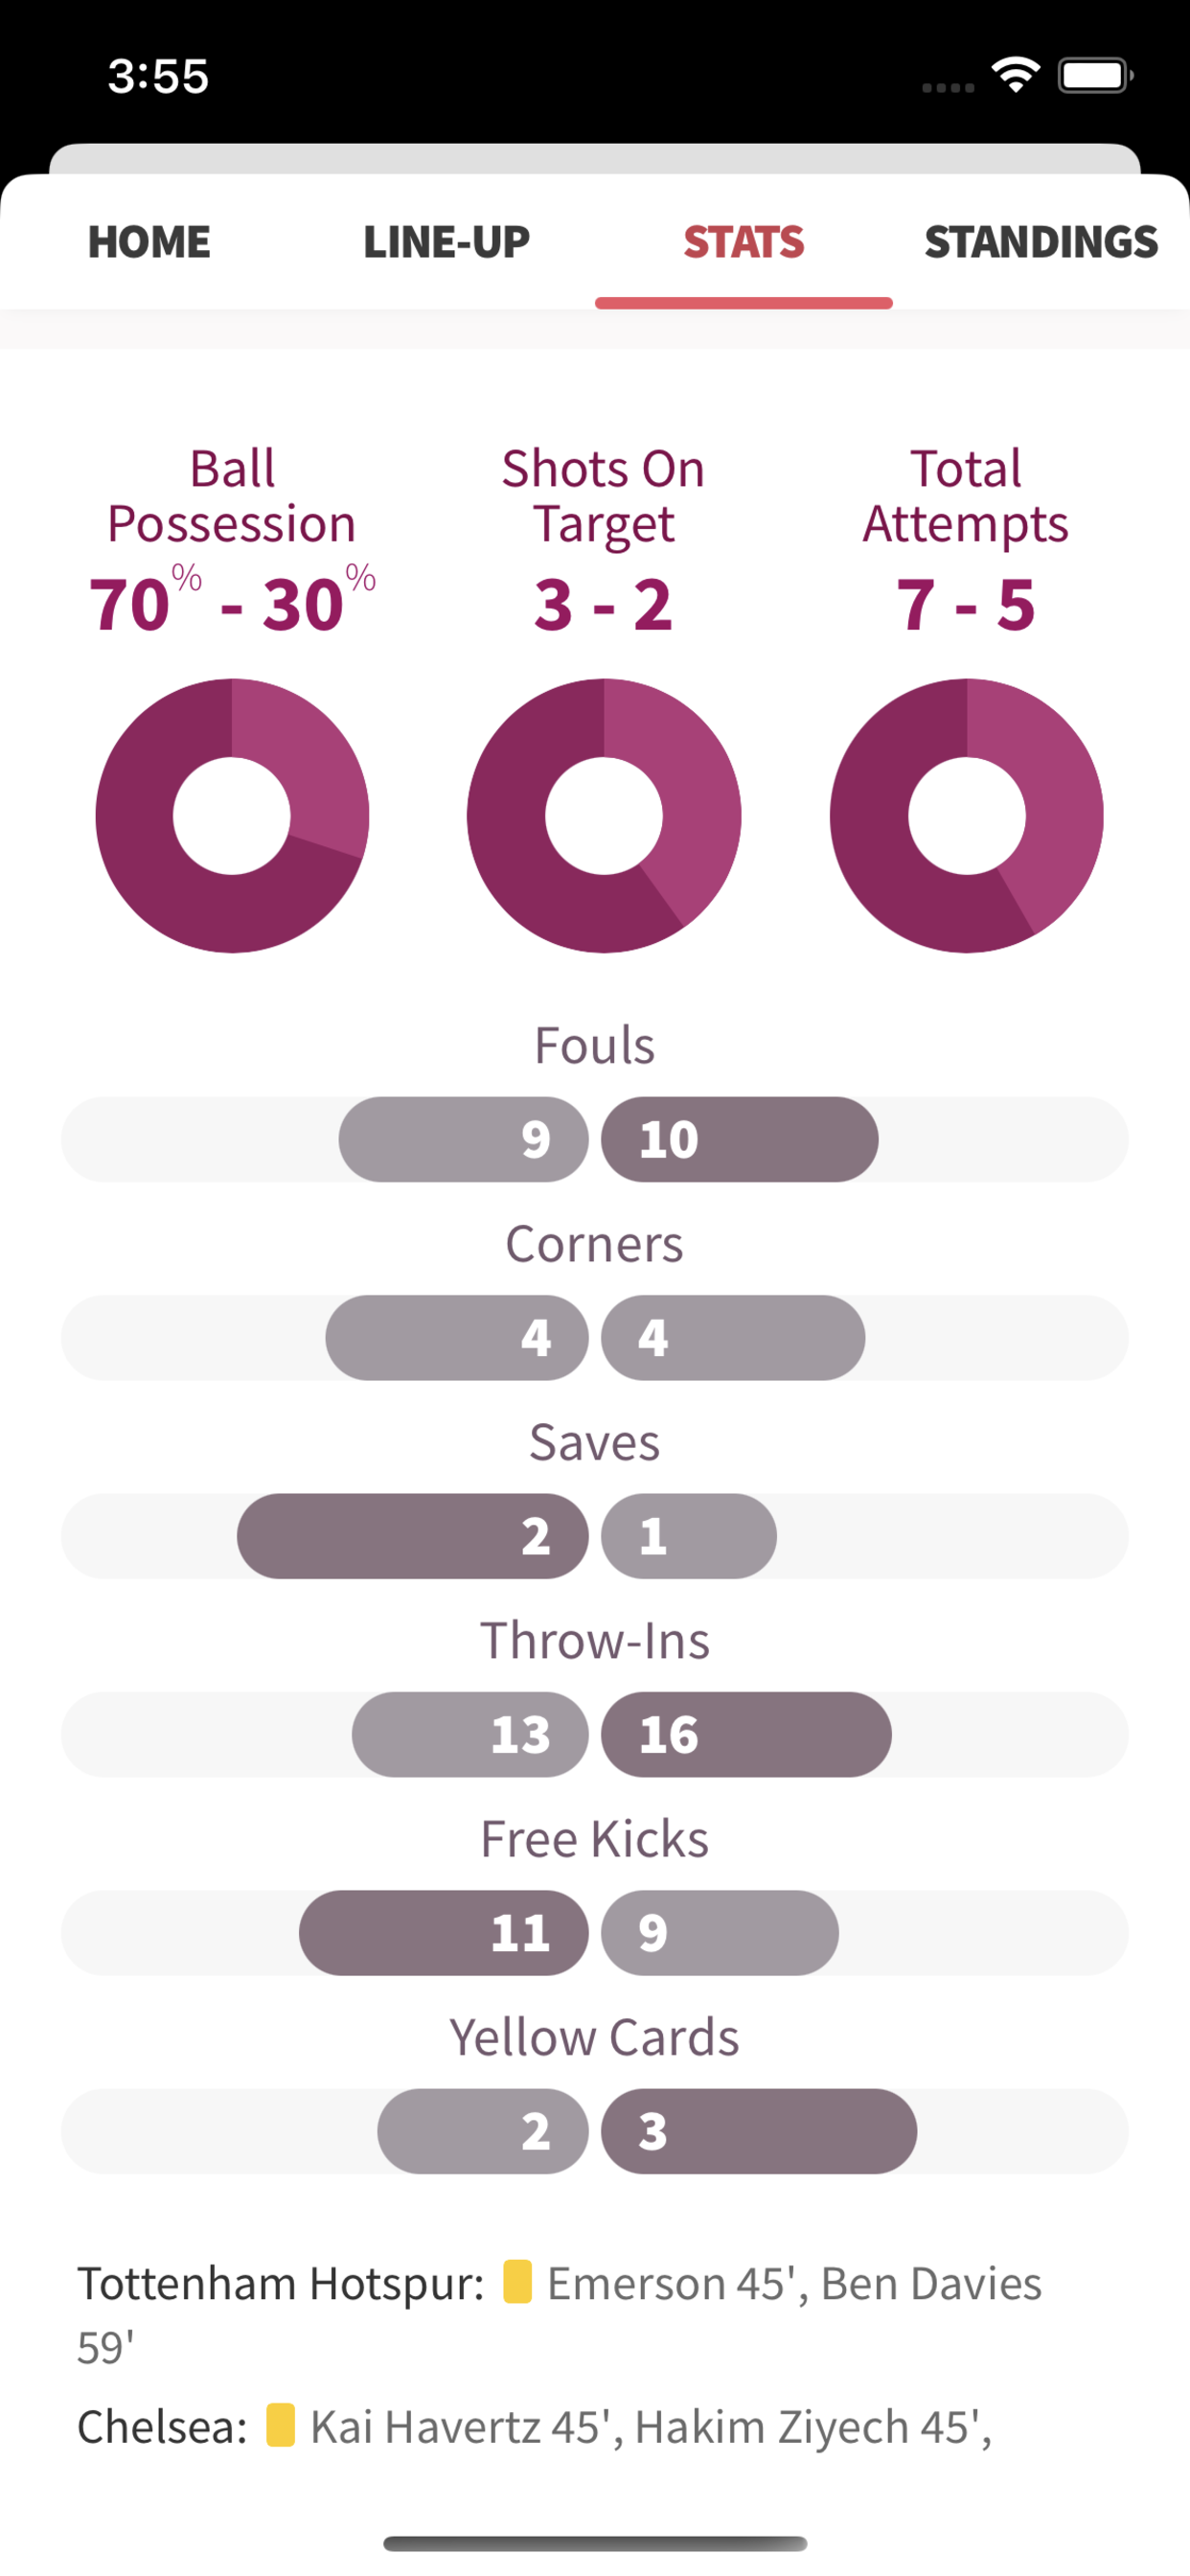 3:55
HOME LINE-UP STATS STANDINGS
Ball Possession
70% - 30%
Shots On Target
3 - 2
Total Attempts
7 - 5
Fouls
9 10
Corners
4 4
Saves
2 1
Throw-Ins
13 16
Free Kicks
11 9
Yellow Cards
2 3
Tottenham Hotspur: Emerson 45', Ben Davies
59'
Chelsea: Kai Havertz 45', Hakim Ziyech 45',